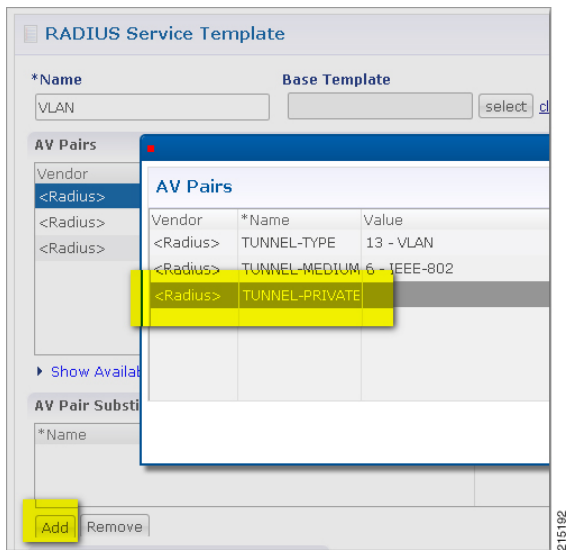 RADIUS Service Template
*Name Base Template
VLAN select
AV Pairs
Vendor
<Radius>
<Radius>
<Radius>
AV Pairs
Vendor *Name Value
<Radius> TUNNEL-TYPE 13 - VLAN
<Radius> TUNNEL-MEDIUM 6 - IEEE-802
<Radius> TUNNEL-PRIVATE
Show Availab
AV Pair Substi
*Name
Add Remove
215192